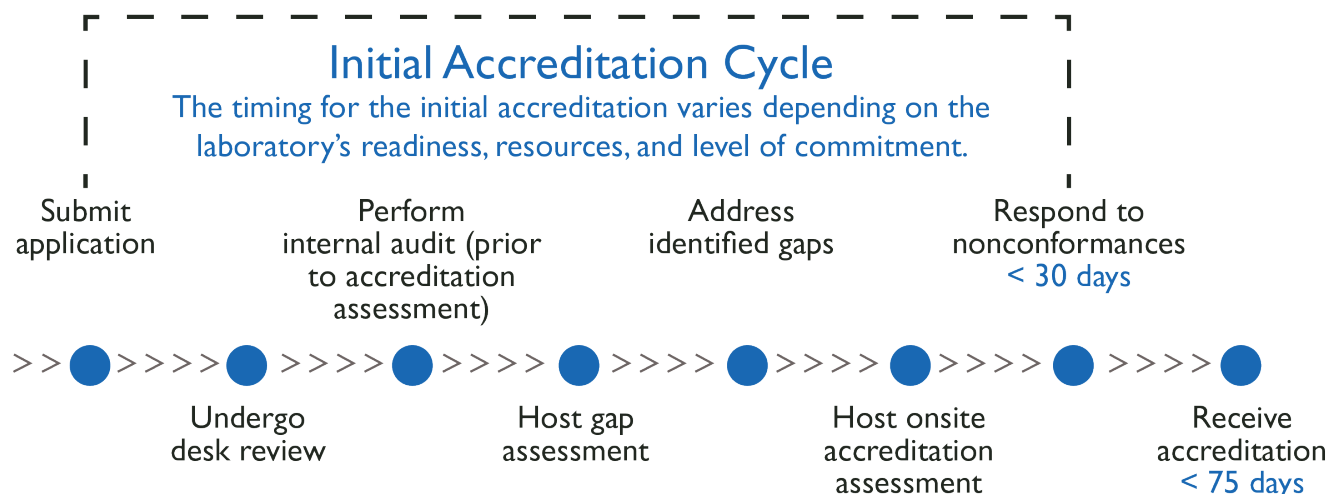 Initial Accreditation Cycle
The timing for the initial accreditation varies depending on the
laboratory’s readiness, resources, and level of commitment.
Submit
application
Perform
internal audit (prior
to accreditation
assessment)
Address
identified gaps
Respond to
nonconformances
< 30 days
Undergo
desk review
Host gap
assessment
Host onsite
accreditation
assessment
Receive
accreditation
< 75 days